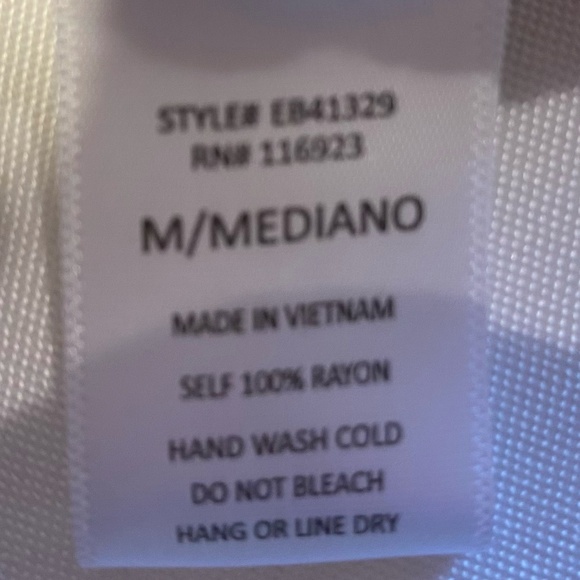 STYLE# EB41329
RN# 116923
M/MEDIANO
MADE IN VIETNAM
SELF 100% RAYON
HAND WASH COLD
DO NOT BLEACH
HANG OR LINE DRY